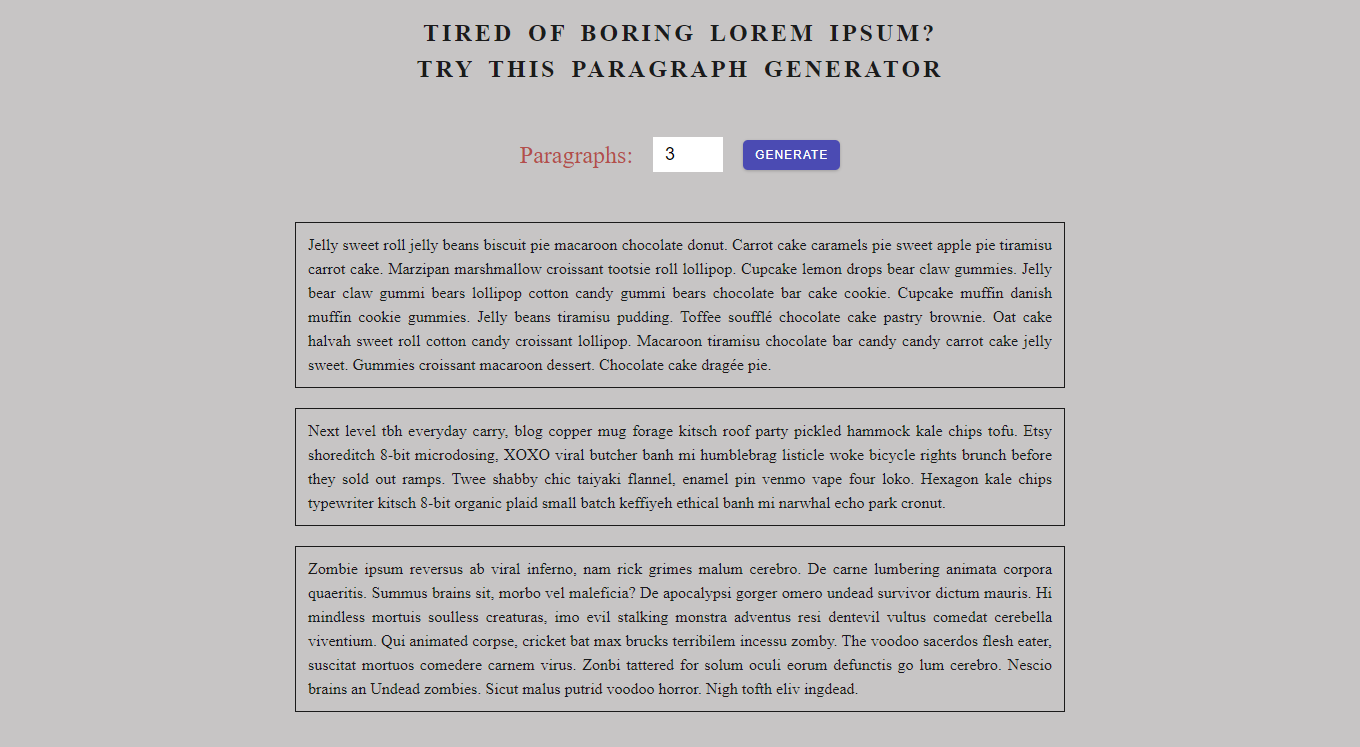 TIRED OF BORING LOREM IPSUM?
TRY THIS PARAGRAPH GENERATOR
Paragraphs: 3 GENERATE
Jelly sweet roll jelly beans biscuit pie macaroon chocolate donut. Carrot cake caramels pie sweet apple pie tiramisu
carrot cake. Marzipan marshmallow croissant tootsie roll lollipop. Cupcake lemon drops bear claw gummies. Jelly
bear claw gummi bears lollipop cotton candy gummi bears chocolate bar cake cookie. Cupcake muffin danish
muffin cookie gummies. Jelly beans tiramisu pudding. Toffee soufflé chocolate cake pastry brownie. Oat cake
halvah sweet roll cotton candy croissant lollipop. Macaroon tiramisu chocolate bar candy candy carrot cake jelly
sweet. Gummies croissant macaroon dessert. Chocolate cake dragée pie.
Next level tbh everyday carry, blog copper mug forage kitsch roof party pickled hammock kale chips tofu. Etsy
shoreditch 8-bit microdosing, XOXO viral butcher banh mi humblebrag listicle woke bicycle rights brunch before
they sold out ramps. Twee shabby chic taiyaki flannel, enamel pin venmo vape four loko. Hexagon kale chips
typewriter kitsch 8-bit organic plaid small batch keffiyeh ethical banh mi narwhal echo park cronut.
Zombie ipsum reversus ab viral inferno, nam rick grimes malum cerebro. De carne lumbering animata corpora
quaeritis. Summus brains sit, morbo vel maleficia? De apocalypsi gorger omero undead survivor dictum mauris. Hi
mindless mortuis soulless creaturas, imo evil stalking monstra adventus resi dentevil vultus comedat cerebella
viventium. Qui animated corpse, cricket bat max brucks terribilem incessu zomby. The voodoo sacerdos flesh eater,
suscitat mortuos comedere carnem virus. Zonbi tattered for solum oculi eorum defunctis go lum cerebro. Nescio
brains an Undead zombies. Sicut malus putrid voodoo horror. Nigh tofth eliv ingdead.